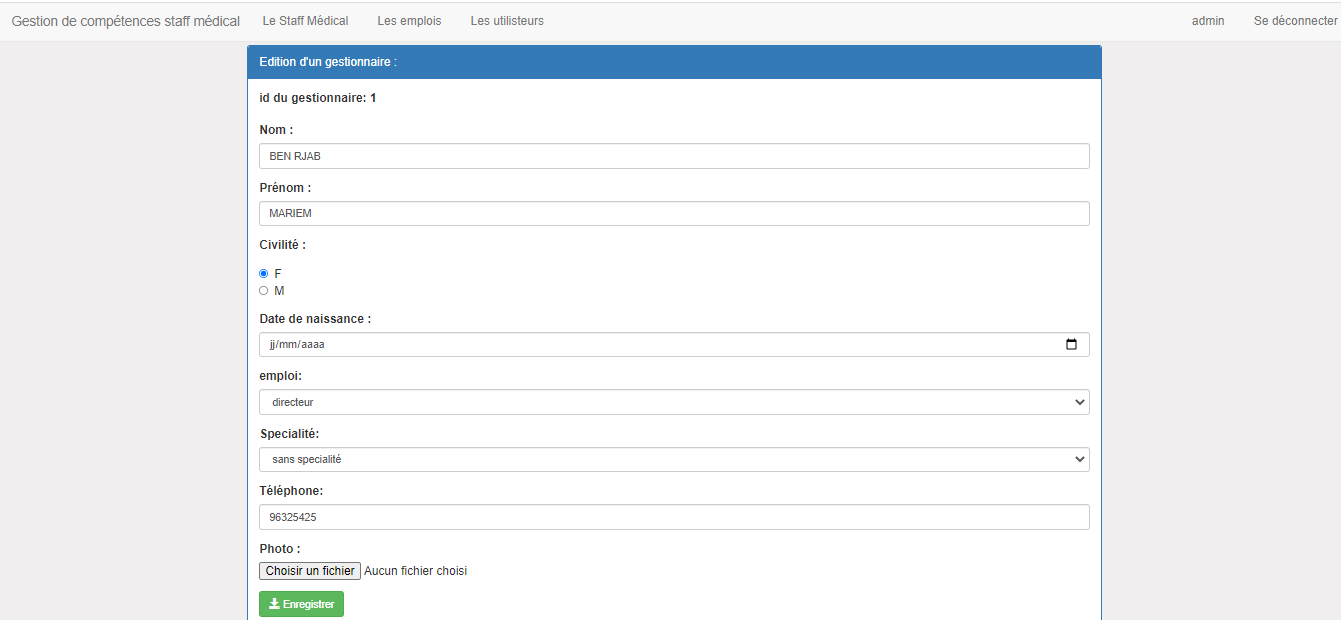 Gestion de compétences staff médical Le Staff Médical Les emplois Les utilisteurs admin Se déconnecter
Edition d'un gestionnaire :
id du gestionnaire: 1
Nom :
BEN RJAB
Prénom :
MARIEM
Civilité :
F
M
Date de naissance :
jj/mm/aaaa
emploi:
directeur
Specialité:
sans specialité
Téléphone:
96325425
Photo :
Choisir un fichier Aucun fichier choisi
Enregistrer